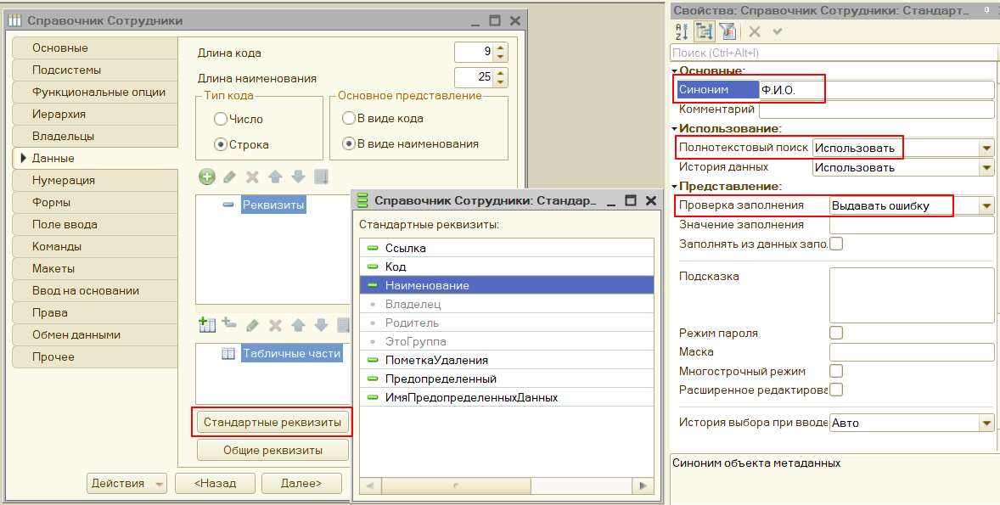 Справочник Сотрудники
Основные
Подсистемы
Функциональные опции
Иерархия
Владельцы
Данные
Нумерация
Формы
Поле ввода
Команды
Макеты
Ввод на основании
Права
Обмен данными
Прочее
Длина кода 9
Длина наименования 25
Тип кода
Число
Строка
Основное представление
В виде кода
В виде наименования
Реквизиты
Табличные части
Стандартные реквизиты
Общие реквизиты
Действия <Назад Далее>
Справочник Сотрудники: Стандар...
Стандартные реквизиты:
Ссылка
Код
Наименование
Владелец
Родитель
ЭтоГруппа
ПометкаУдаления
Предопределенный
ИмяПредопределенныхДанных
Свойства: Справочник Сотрудники: Стандарт...
Поиск (Ctrl+Alt+I)
Основные:
Синоним Ф.И.О.
Комментарий
Использование:
Полнотекстовый поиск Использовать
История данных Использовать
Представление:
Проверка заполнения Выдавать ошибку
Значение заполнения
Заполнять из данных запо.
Подсказка
Режим пароля
Маска
Многострочный режим
Расширенное редактирова
История выбора при вводе Авто
Синоним объекта метаданных